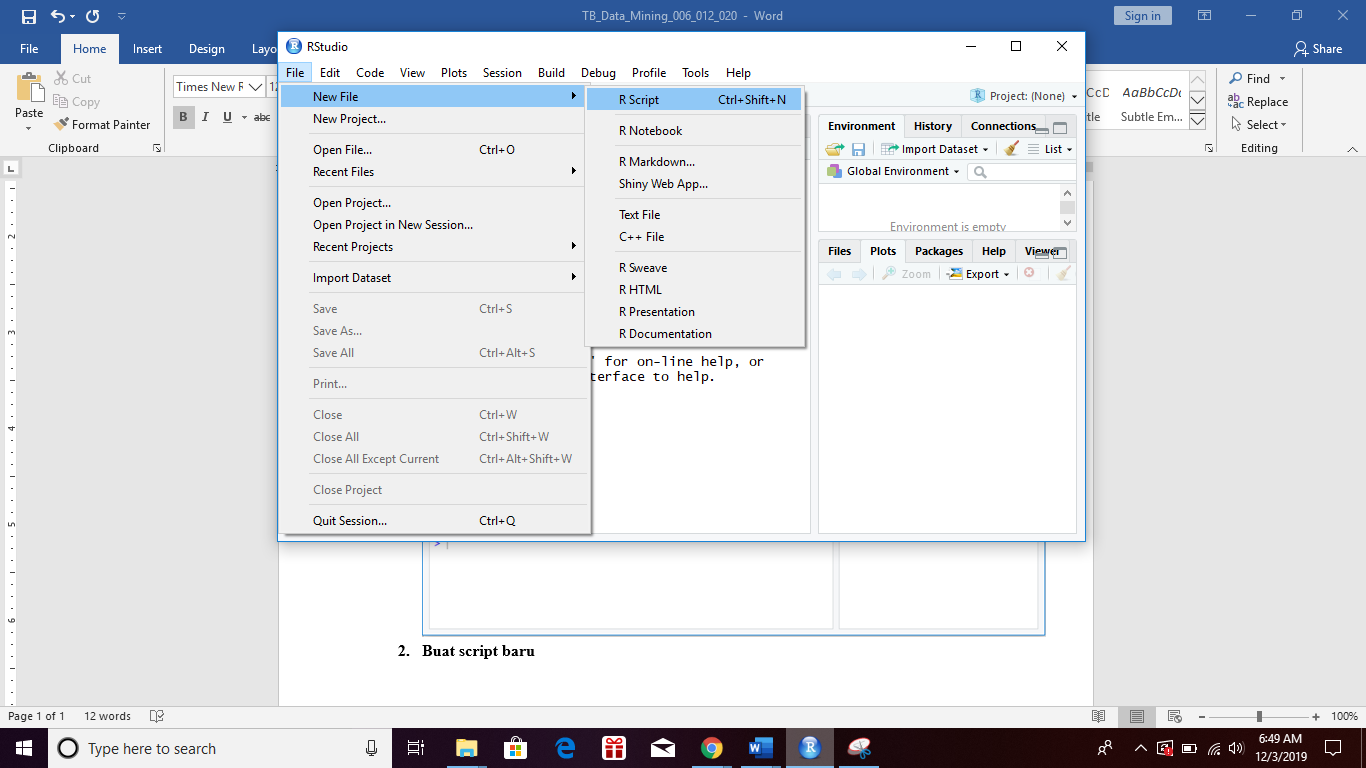 TB_Data_Mining_006_012_020 - Word
Sign in
File Home Insert Design Layo
Share
Paste
Cut
Copy
Format Painter
Clipboard
Times New R
B I U abc
AaBbCcDc
Subtle Em...
Find
Replace
Select
Editing
RStudio
File Edit Code View Plots Session Build Debug Profile Tools Help
New File
New Project...
Open File... Ctrl+O
Recent Files
Open Project...
Open Project in New Session...
Recent Projects
Import Dataset
Save Ctrl+S
Save As...
Save All Ctrl+Alt+S
Print...
Close Ctrl+W
Close All Ctrl+Shift+W
Close All Except Current Ctrl+Alt+Shift+W
Close Project
Quit Session... Ctrl+Q
R Script Ctrl+Shift+N
R Notebook
R Markdown...
Shiny Web App...
Text File
C++ File
R Sweave
R HTML
R Presentation
R Documentation
' for on-line help, or
terface to help.
Project: (None)
Environment History Connections
Import Dataset List
Global Environment
Environment is empty
Files Plots Packages Help Viewer
Zoom Export
>
2. Buat script baru
Page 1 of 1 12 words
100%
Type here to search
6:49 AM
12/3/2019